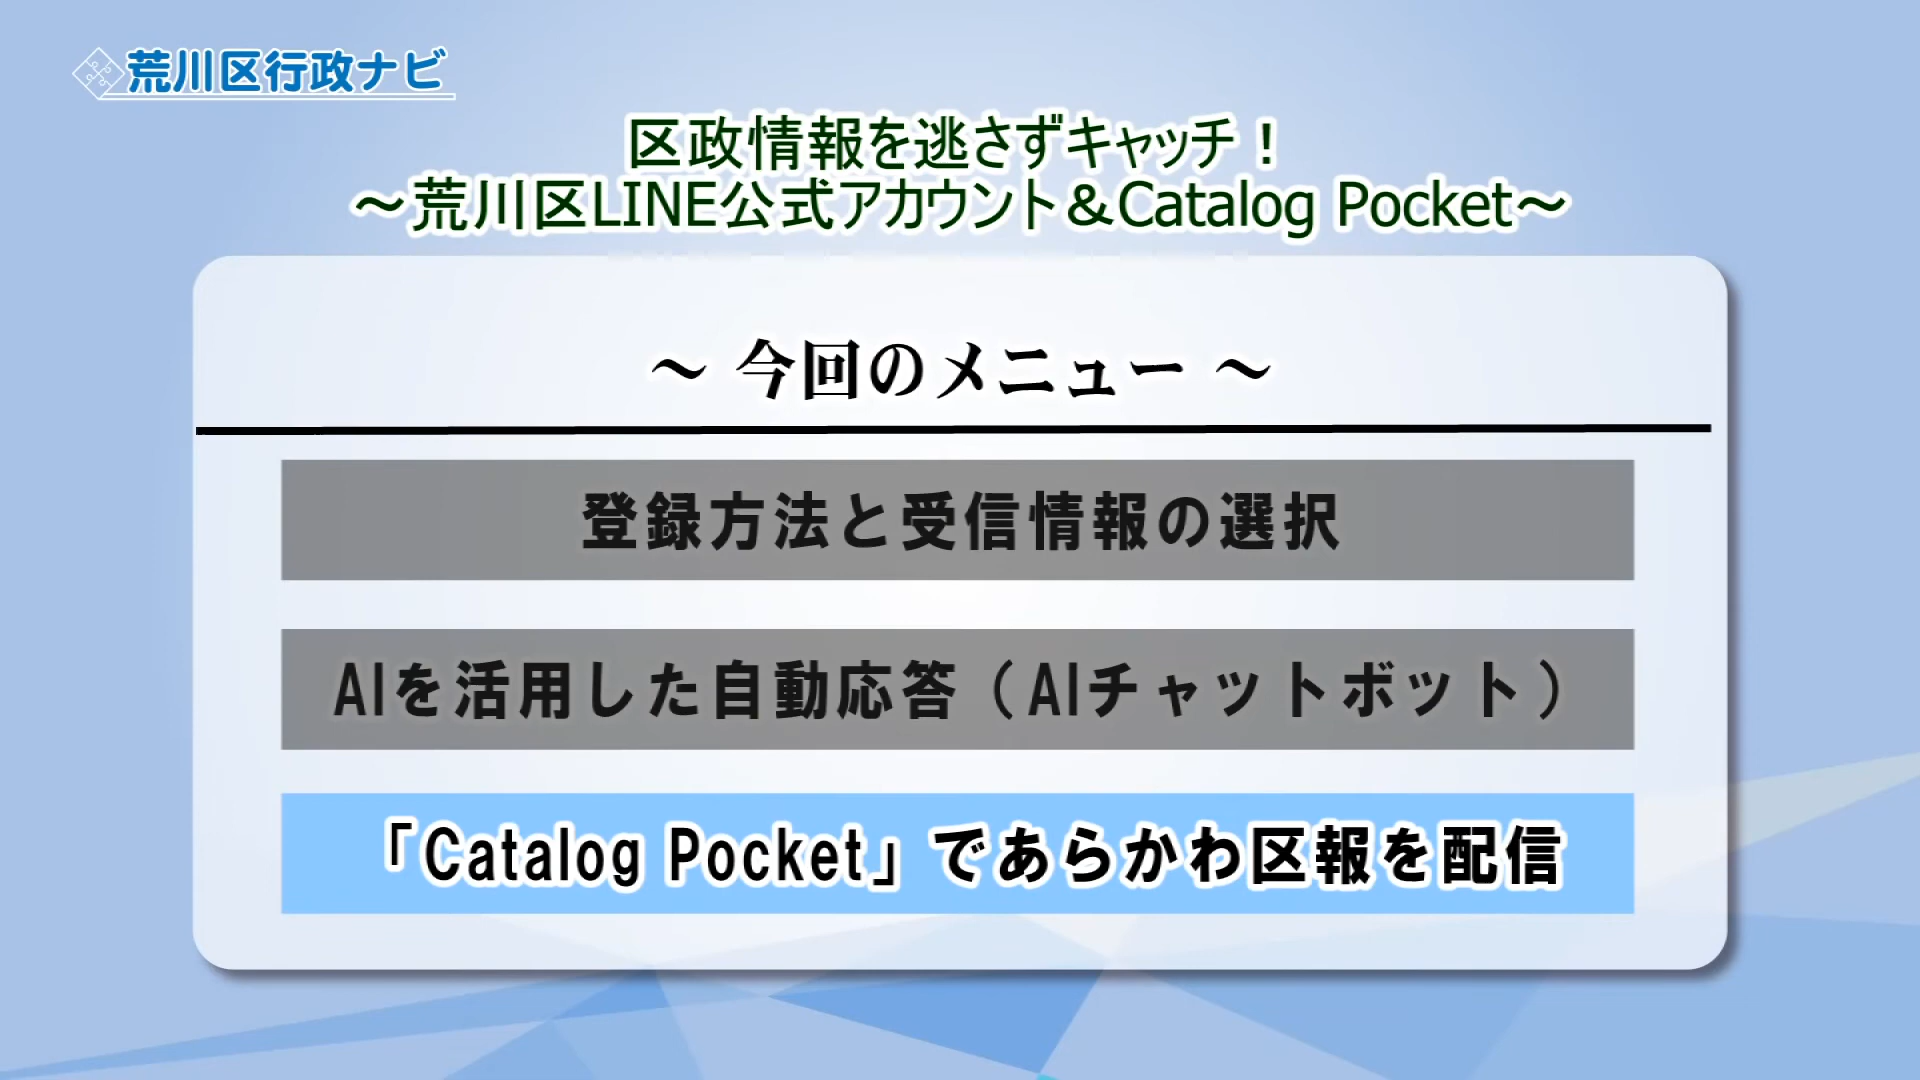 荒川区行政ナビ
区政情報を逃さずキャッチ！
～荒川区LINE公式アカウント＆Catalog Pocket～
～ 今回のメニュー ～
登録方法と受信情報の選択
AIを活用した自動応答（AIチャットボット）
「Catalog Pocket」であらかわ区報を配信